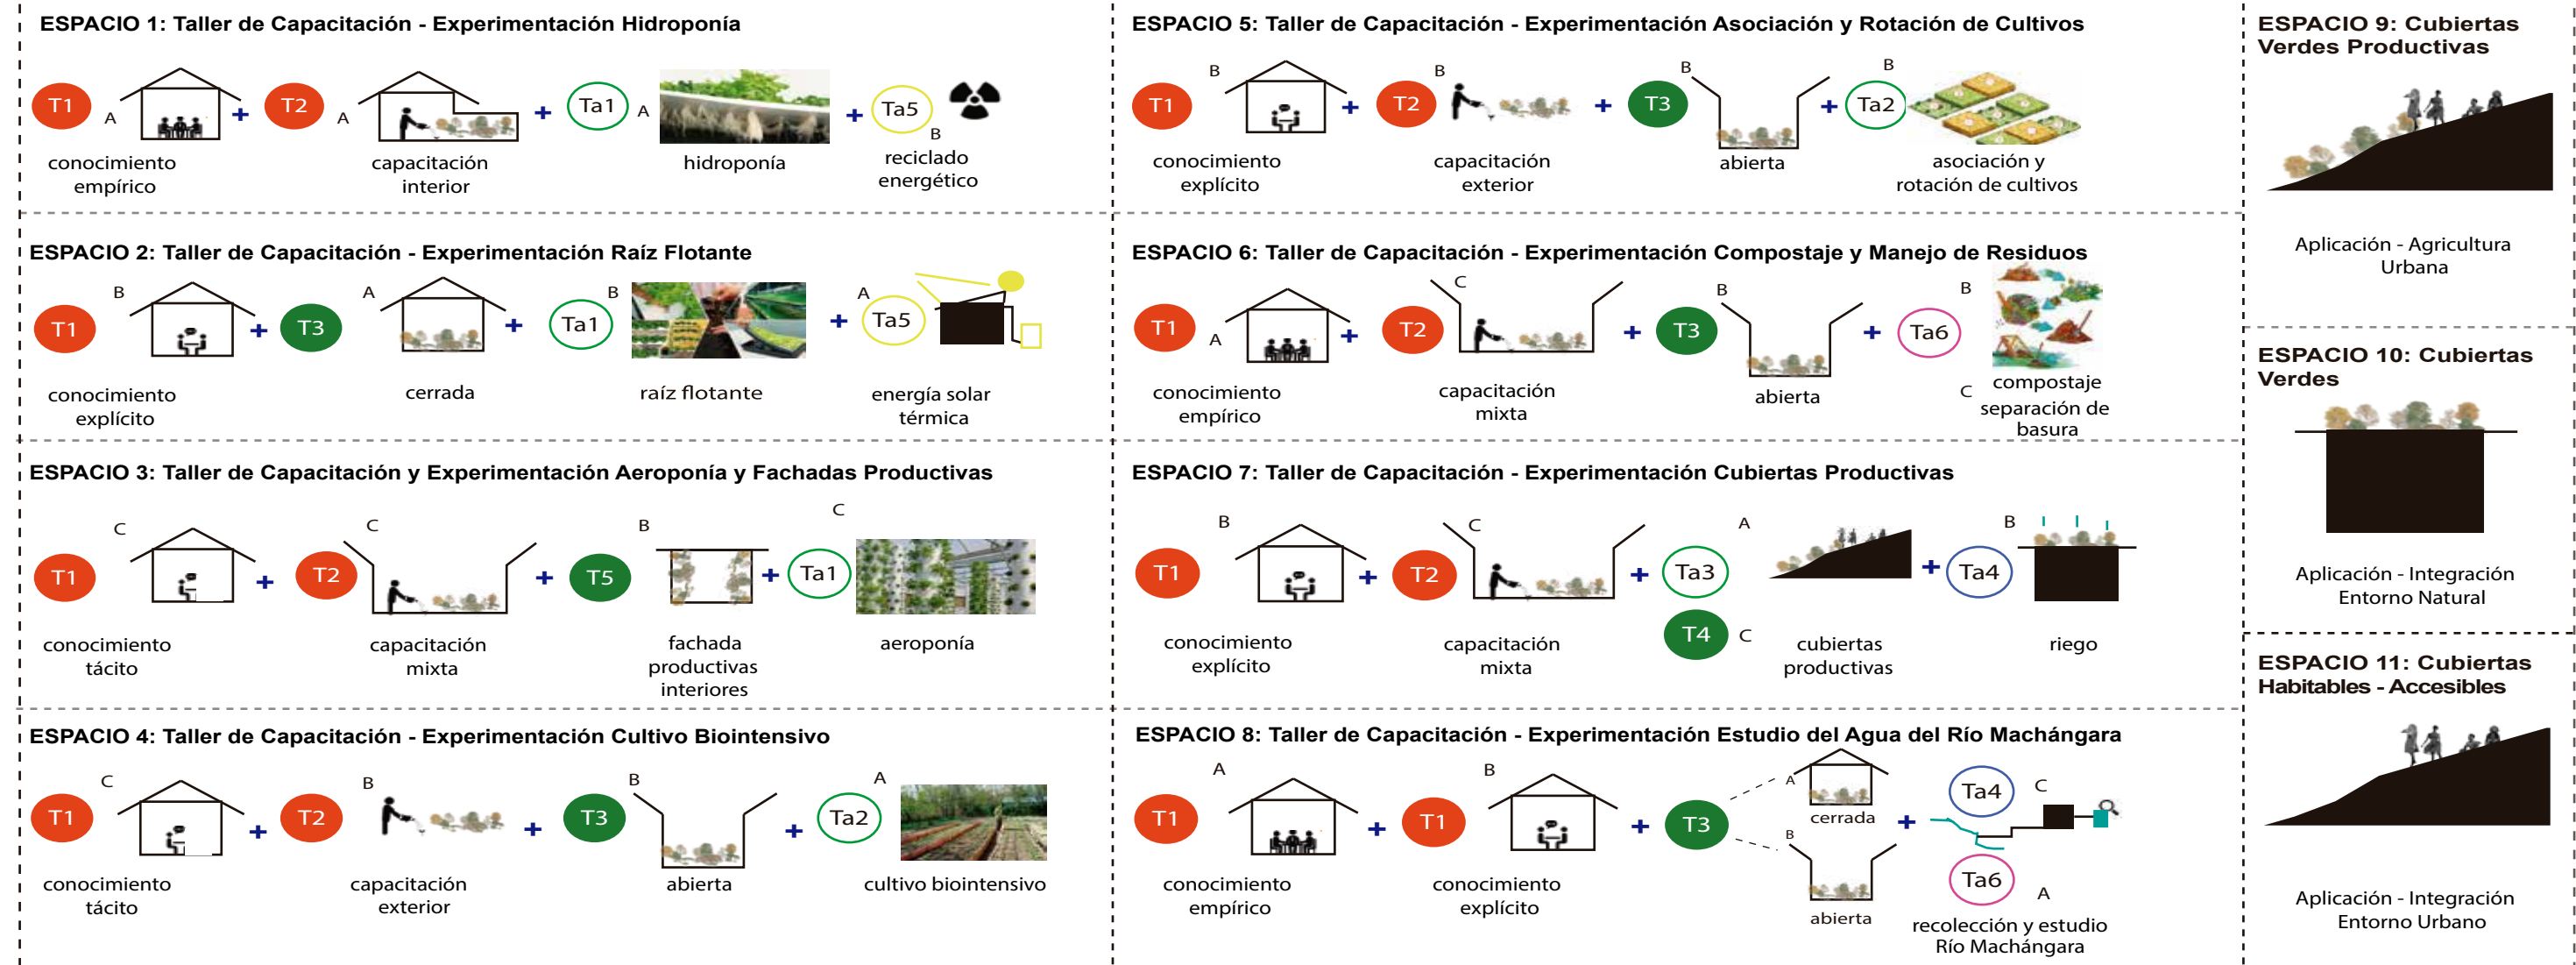 ESPACIO 1: Taller de Capacitación - Experimentación Hidroponía
T1
A
+
T2
A
+
Ta1
A
+
Ta5
B
conocimiento
empírico
capacitación
interior
hidroponía
reciclado
energético
ESPACIO 2: Taller de Capacitación - Experimentación Raíz Flotante
T1
B
+
T3
A
+
Ta1
B
+
A
Ta5
conocimiento
explícito
cerrada
raíz flotante
energía solar
térmica
ESPACIO 3: Taller de Capacitación y Experimentación Aeroponía y Fachadas Productivas
T1
C
+
T2
C
+
T5
B
+
Ta1
C
conocimiento
tácito
capacitación
mixta
fachada
productivas
interiores
aeroponía
ESPACIO 4: Taller de Capacitación - Experimentación Cultivo Biointensivo
T1
C
+
T2
B
+
T3
B
+
Ta2
A
conocimiento
tácito
capacitación
exterior
abierta
cultivo biointensivo
ESPACIO 5: Taller de Capacitación - Experimentación Asociación y Rotación de Cultivos
T1
B
+
T2
B
+
T3
B
+
Ta2
B
conocimiento
explícito
capacitación
exterior
abierta
asociación y
rotación de cultivos
ESPACIO 6: Taller de Capacitación - Experimentación Compostaje y Manejo de Residuos
T1
A
+
T2
C
+
T3
B
+
Ta6
B
conocimiento
empírico
capacitación
mixta
abierta
C
compostaje
separación de
basura
ESPACIO 7: Taller de Capacitación - Experimentación Cubiertas Productivas
T1
B
+
T2
C
+
Ta3
A
T4
C
+
Ta4
B
conocimiento
explícito
capacitación
mixta
cubiertas
productivas
riego
ESPACIO 8: Taller de Capacitación - Experimentación Estudio del Agua del Río Machángara
T1
A
+
T1
B
+
T3
A
cerrada
B
abierta
+
Ta4
C
Ta6
A
conocimiento
empírico
conocimiento
explícito
recolección y estudio
Río Machángara
ESPACIO 9: Cubiertas
Verdes Productivas
Aplicación - Agricultura
Urbana
ESPACIO 10: Cubiertas
Verdes
Aplicación - Integración
Entorno Natural
ESPACIO 11: Cubiertas
Habitables - Accesibles
Aplicación - Integración
Entorno Urbano